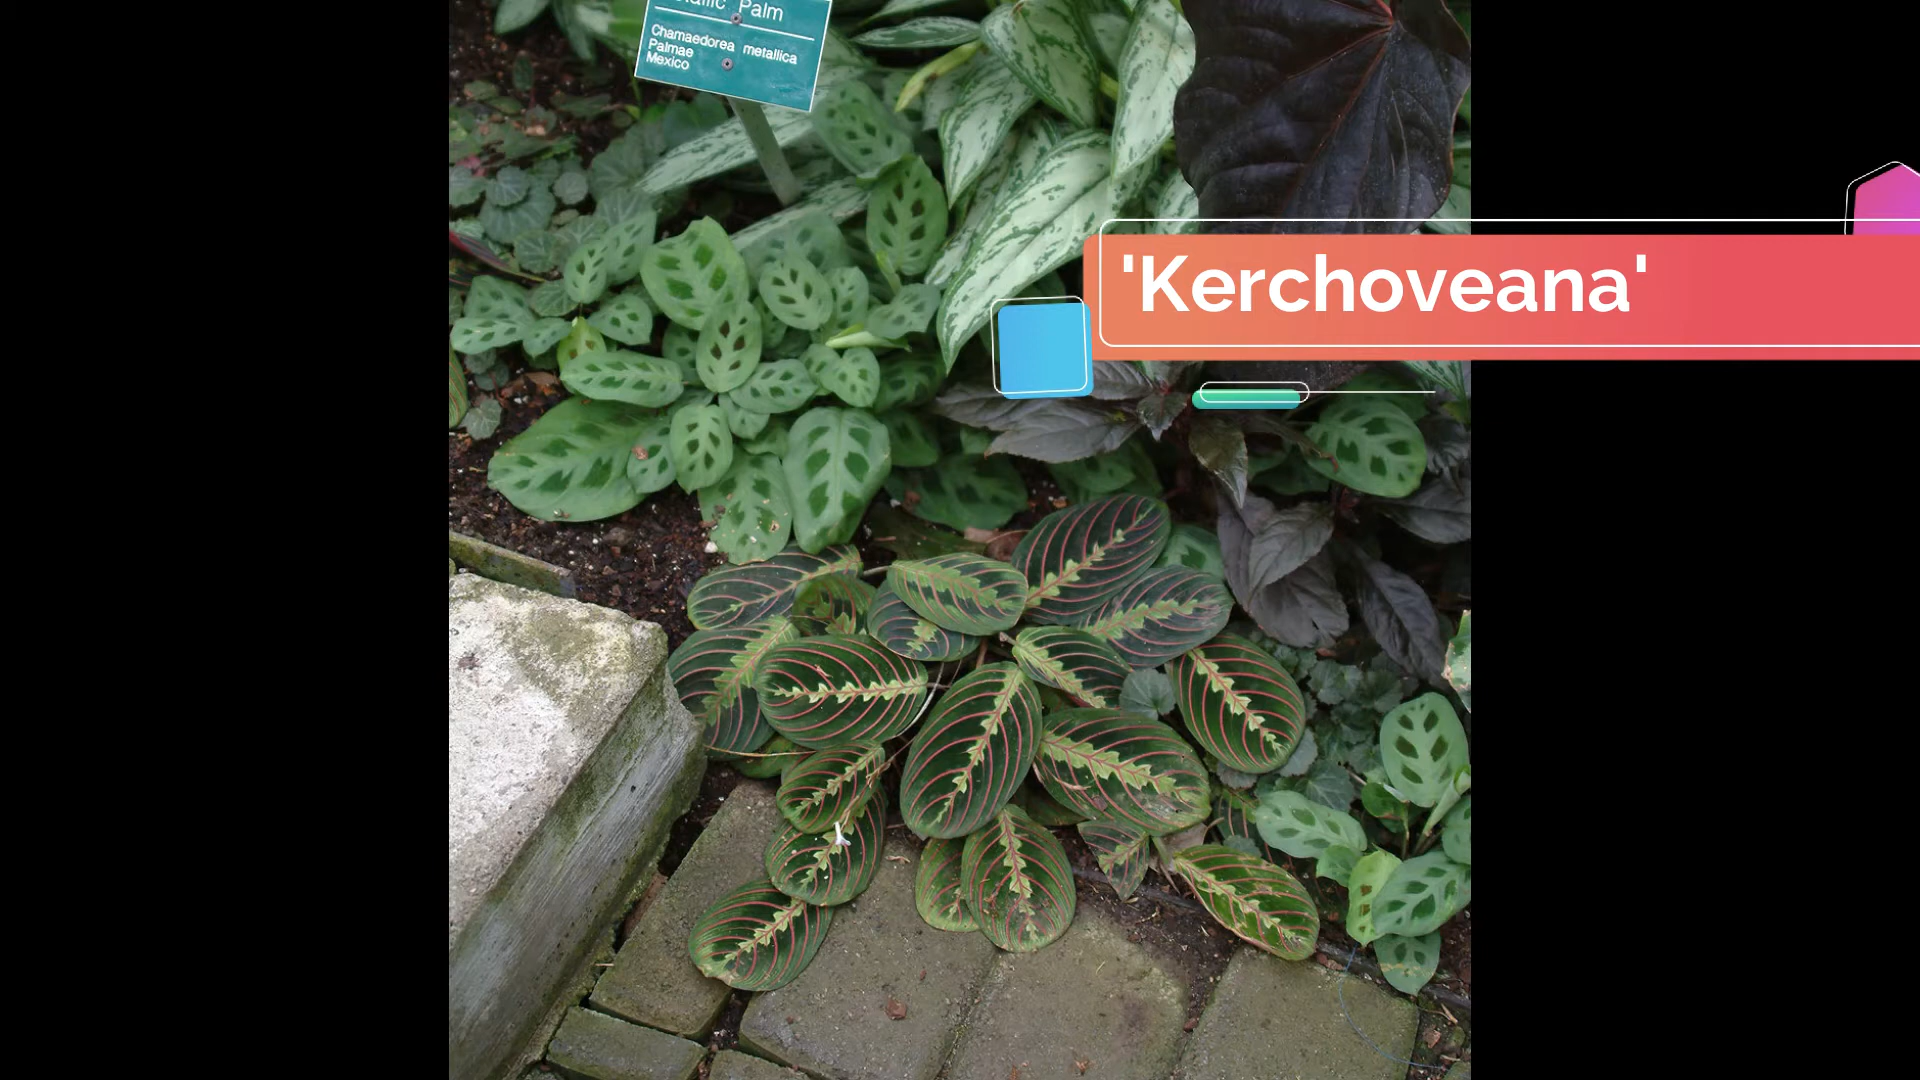 Palm
Chamaedorea metallica
Palmae
Mexico
'Kerchoveana'